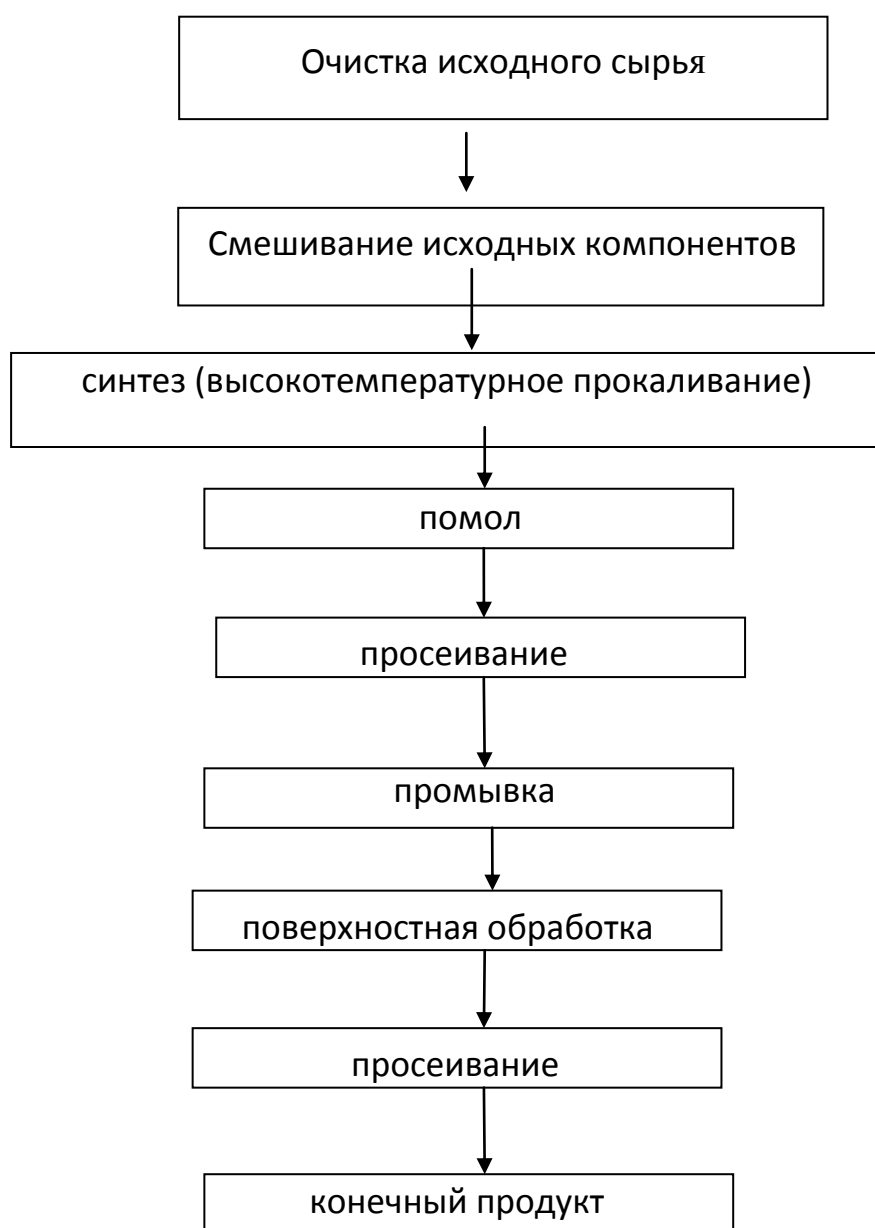 Очистка исходного сырья
Смешивание исходных компонентов
синтез (высокотемпературное прокаливание)
помол
просеивание
промывка
поверхностная обработка
просеивание
конечный продукт